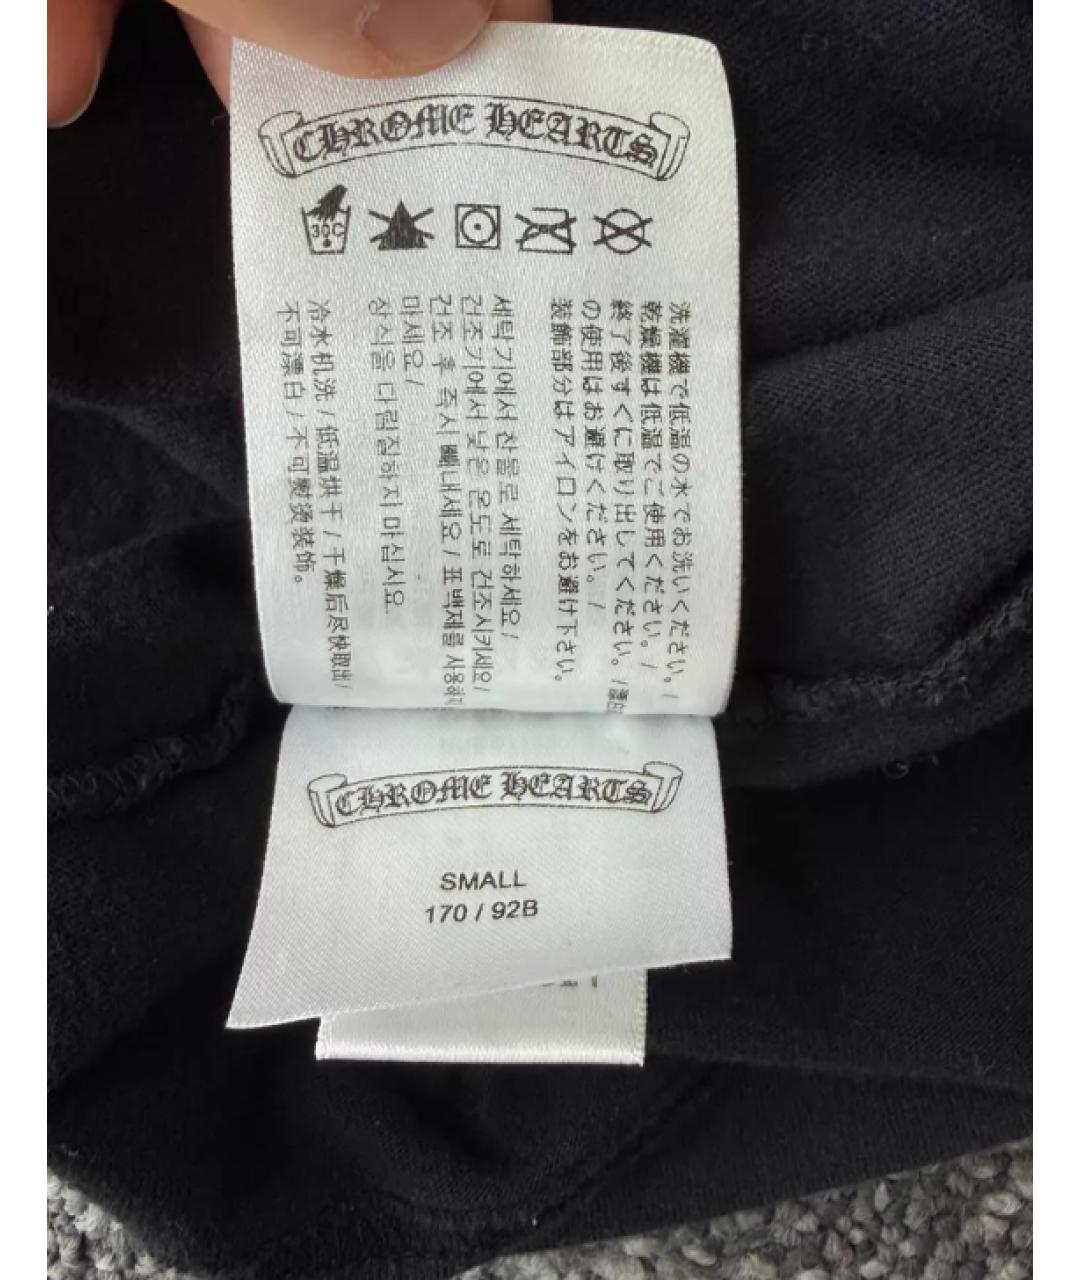 CHROME HEARTS
30C
洗濯機で低温の水でお洗いください。/
乾燥機は低温でご使用ください。/
終了後すぐに取り出してください。/ 漂白
の使用はお避けください。/
装飾部分はアイロンをお避け下さい。
세탁기에서 찬물로 세탁하세요/
건조기에서 낮은 온도로 건조시키세요/
건조 후 즉시 빼내세요 / 표백제를 사용하지
마세요 /
장식을 다림질하지 마십시요.
冷水机洗 / 低温烘干 / 干燥后尽快取出/
不可漂白 / 不可熨烫装饰。
CHROME HEARTS
SMALL
170 / 92B